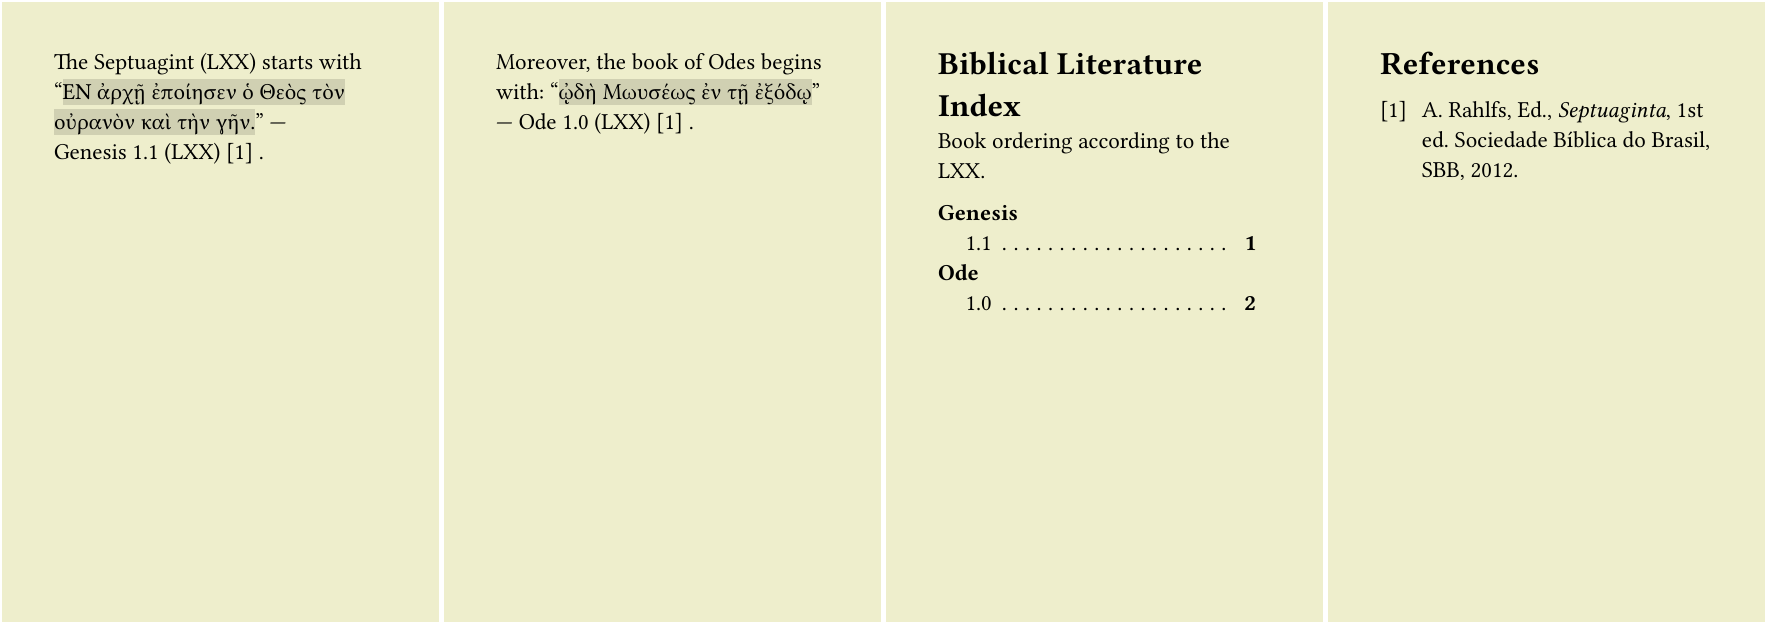 The Septuagint (LXX) starts with
“ΕΝ ἀρχῇ ἐποίησεν ὁ Θεὸς τὸν
οὐρανὸν καὶ τὴν γῆν.” —
Genesis 1.1 (LXX) [1] .
Moreover, the book of Odes begins
with: “ᾠδὴ Μωυσέως ἐν τῇ ἐξόδῳ”
— Ode 1.0 (LXX) [1] .
Biblical Literature
Index
Book ordering according to the
LXX.
Genesis
1.1 . . . . . . . . . . . . . . . . . . . . 1
Ode
1.0 . . . . . . . . . . . . . . . . . . . . 2
References
[1] A. Rahlfs, Ed., Septuaginta, 1st
ed. Sociedade Bíblica do Brasil,
SBB, 2012.